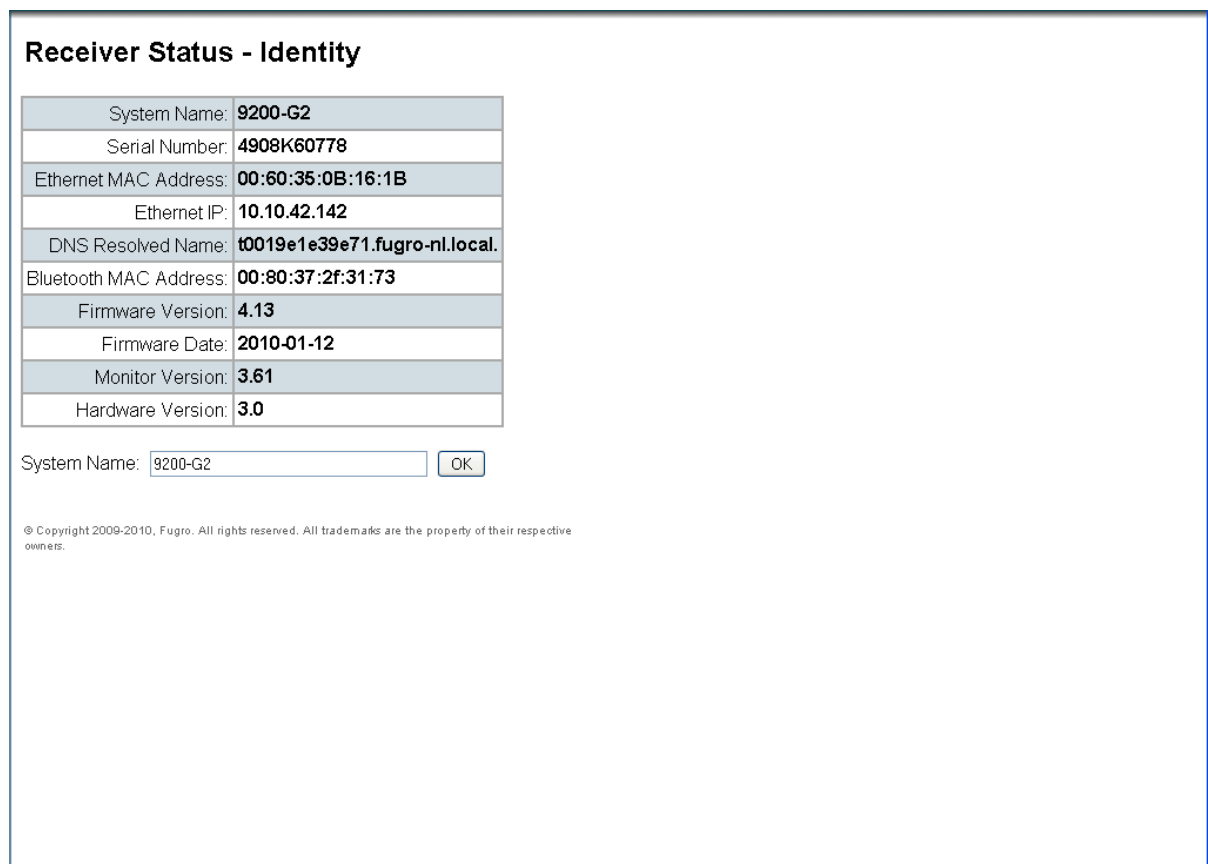 Receiver Status - Identity
System Name: 9200-G2
Serial Number: 4908K60778
Ethernet MAC Address: 00:60:35:0B:16:1B
Ethernet IP: 10.10.42.142
DNS Resolved Name: t0019e1e39e71.fugro-nl.local.
Bluetooth MAC Address: 00:80:37:2f:31:73
Firmware Version: 4.13
Firmware Date: 2010-01-12
Monitor Version: 3.61
Hardware Version: 3.0
System Name: 9200-G2 OK
© Copyright 2009-2010, Fugro. All rights reserved. All trademarks are the property of their respective
owners.